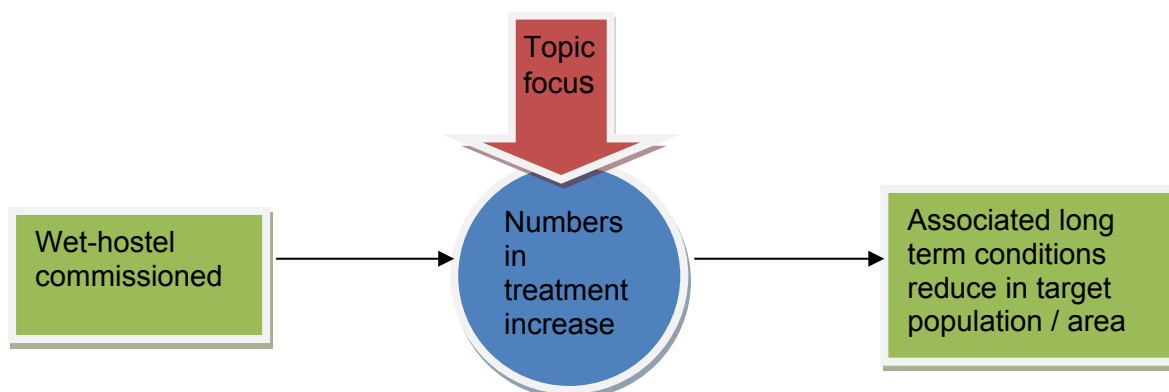 Topic
focus
Wet-hostel
commissioned
Numbers
in
treatment
increase
Associated long
term conditions
reduce in target
population / area